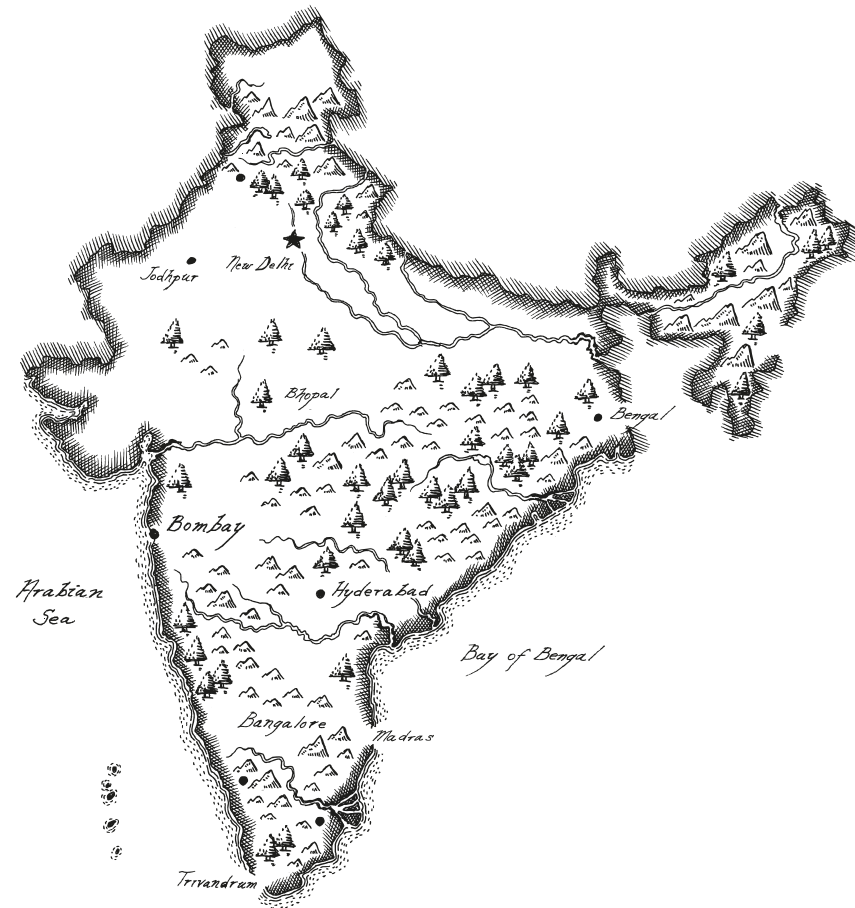 New Delhi
Jodhpur
Bhopal
Bengal
Bombay
Arabian
Sea
Hyderabad
Bay of Bengal
Bangalore
Madras
Trivandrum